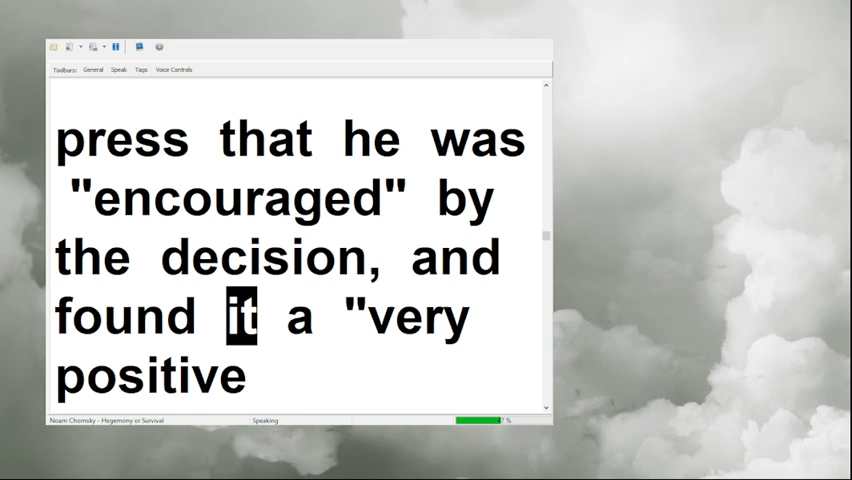 Toolbars: General Speak Tags Voice Controls
press that he was
"encouraged" by
the decision, and
found it a "very
positive
Noam Chomsky - Hegemony or Survival Speaking 7 %